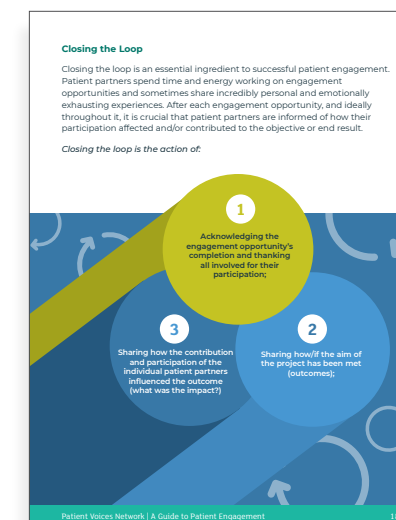 Closing the Loop
Closing the loop is an essential ingredient to successful patient engagement.
Patient partners spend time and energy working on engagement
opportunities and sometimes share incredibly personal and emotionally
exhausting experiences. After each engagement opportunity, and ideally
throughout it, it is crucial that patient partners are informed of how their
participation affected and/or contributed to the objective or end result.
Closing the loop is the action of:
1
Acknowledging the
engagement opportunity's
completion and thanking
all involved for their
participation;
2
Sharing how/if the aim of
the project has been met
(outcomes);
3
Sharing how the contribution
and participation of the
individual patient partners
influenced the outcome
(what was the impact?)
Patient Voices Network | A Guide to Patient Engagement